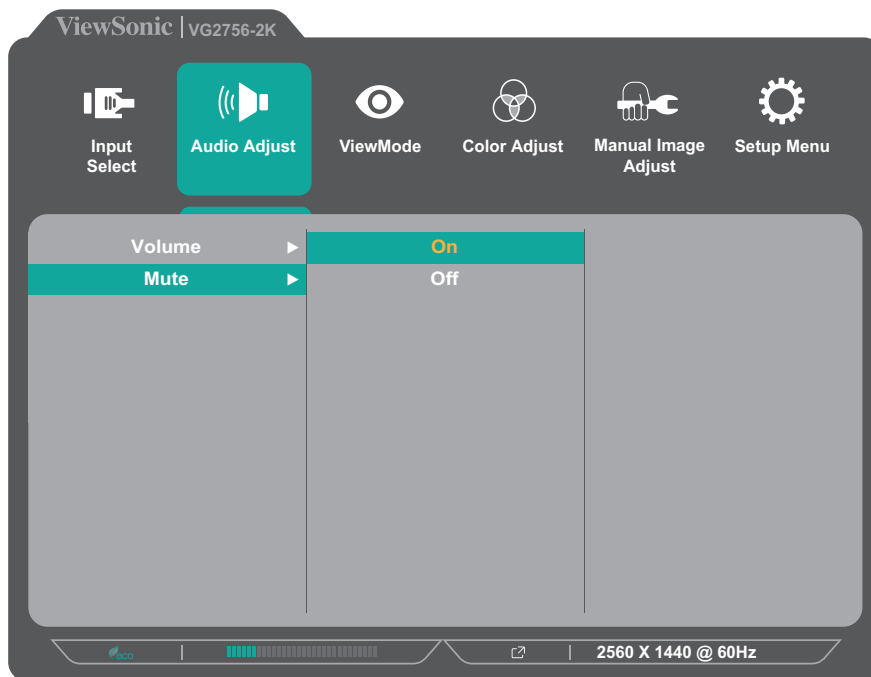 ViewSonic | VG2756-2K
Input Select
Audio Adjust
ViewMode
Color Adjust
Manual Image Adjust
Setup Menu
Volume
On
Mute
Off
eco
2560 X 1440 @ 60Hz